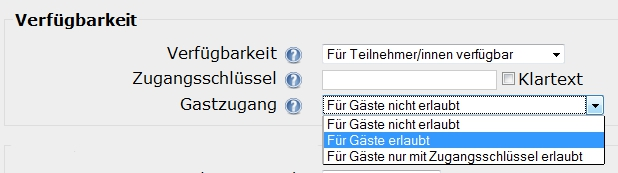 Verfügbarkeit
Verfügbarkeit Für Teilnehmer/innen verfügbar
Zugangsschlüssel Klartext
Gastzugang Für Gäste nicht erlaubt
Für Gäste nicht erlaubt
Für Gäste erlaubt
Für Gäste nur mit Zugangsschlüssel erlaubt